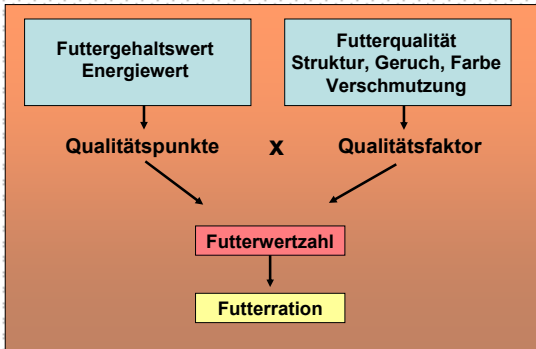 Futtergehaltswert
Energiewert
Futterqualität
Struktur, Geruch, Farbe
Verschmutzung
Qualitätspunkte x Qualitätsfaktor
Futterwertzahl
Futterration